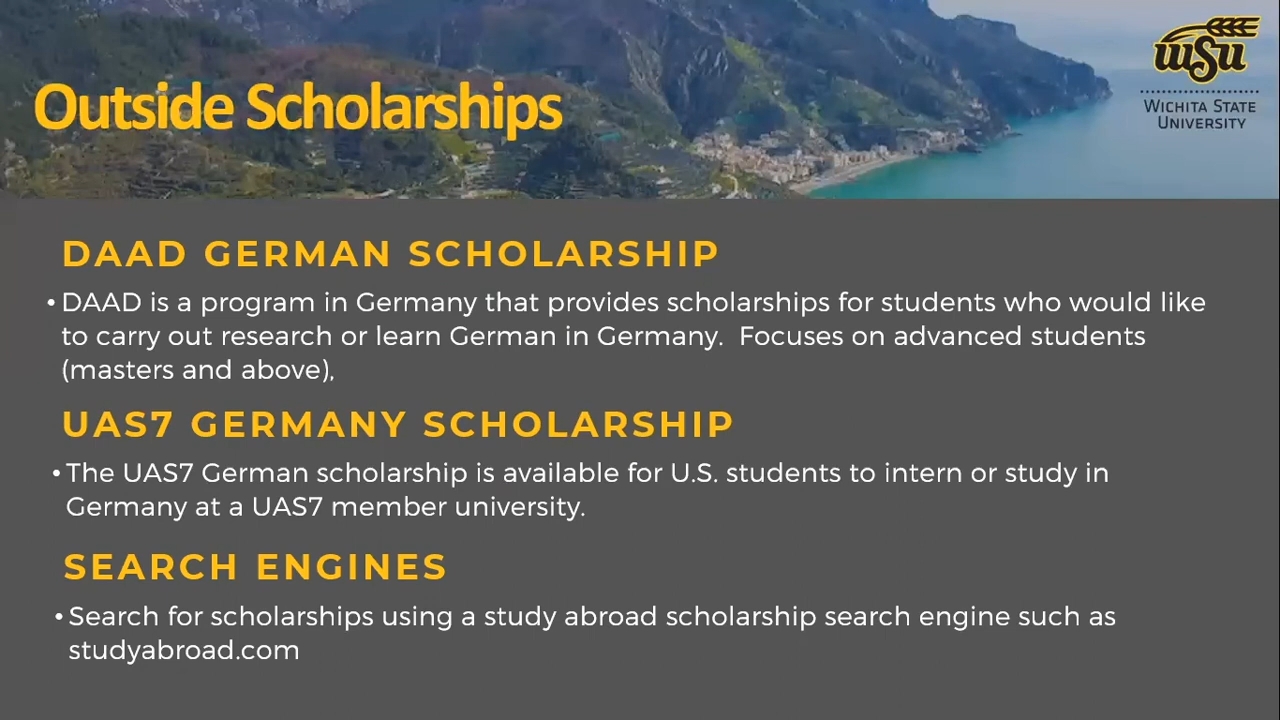 Outside Scholarships
WSU
WICHITA STATE
UNIVERSITY
DAAD GERMAN SCHOLARSHIP
• DAAD is a program in Germany that provides scholarships for students who would like
to carry out research or learn German in Germany.  Focuses on advanced students
(masters and above),
UAS7 GERMANY SCHOLARSHIP
• The UAS7 German scholarship is available for U.S. students to intern or study in
Germany at a UAS7 member university.
SEARCH ENGINES
• Search for scholarships using a study abroad scholarship search engine such as
studyabroad.com